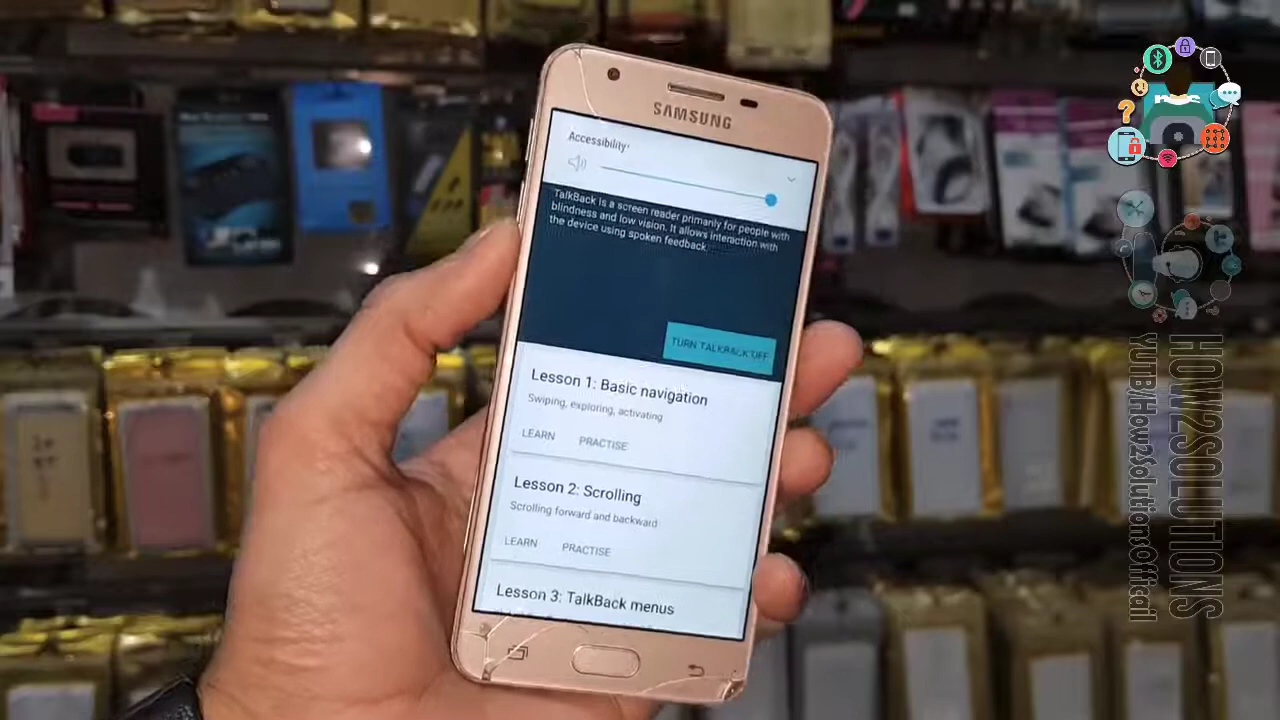 SAMSUNG
Accessibility
TalkBack is a screen reader primarily for people with
blindness and low vision. It allows interaction with
the device using spoken feedback.
TURN TALKBACK OFF
Lesson 1: Basic navigation
Swiping, exploring, activating
LEARN PRACTISE
Lesson 2: Scrolling
Scrolling forward and backward
LEARN PRACTISE
Lesson 3: TalkBack menus
HOW2SOLUTIONS
YUTB/How2SolutionsOfficail